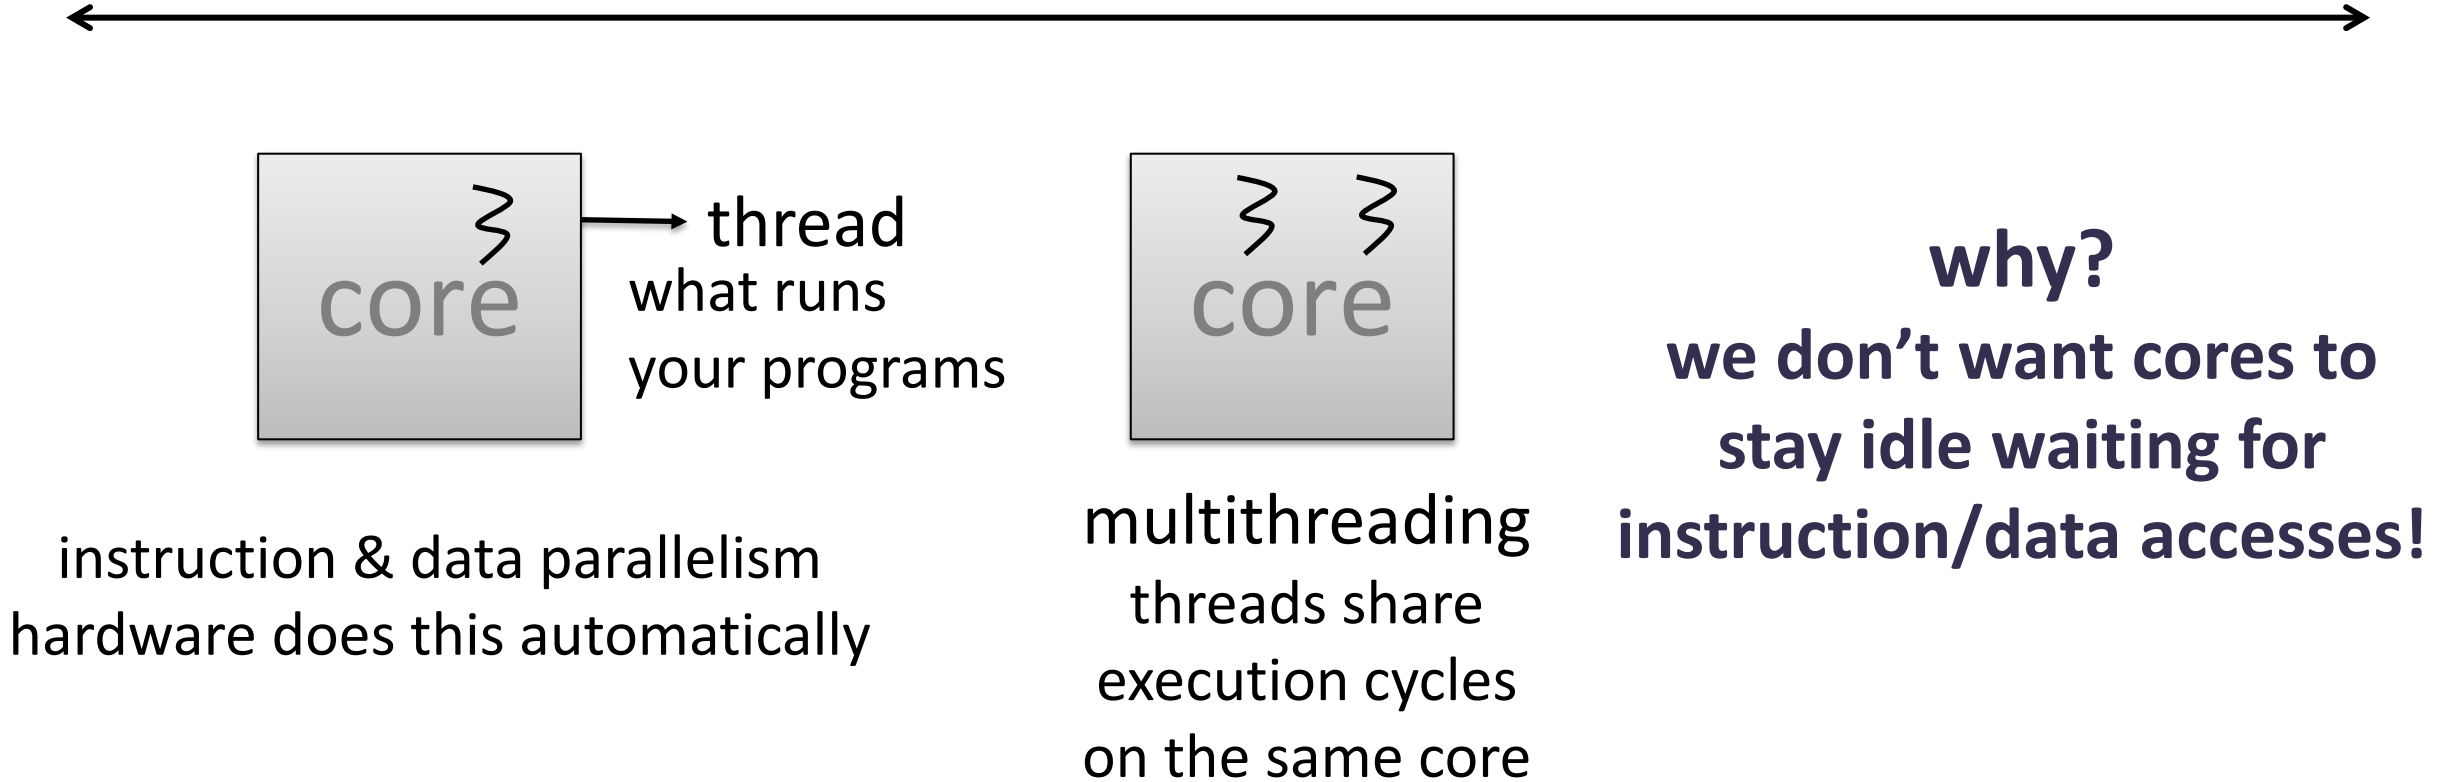 core
thread
what runs
your programs
instruction & data parallelism
hardware does this automatically
core
multithreading
threads share
execution cycles
on the same core
why?
we don’t want cores to
stay idle waiting for
instruction/data accesses!